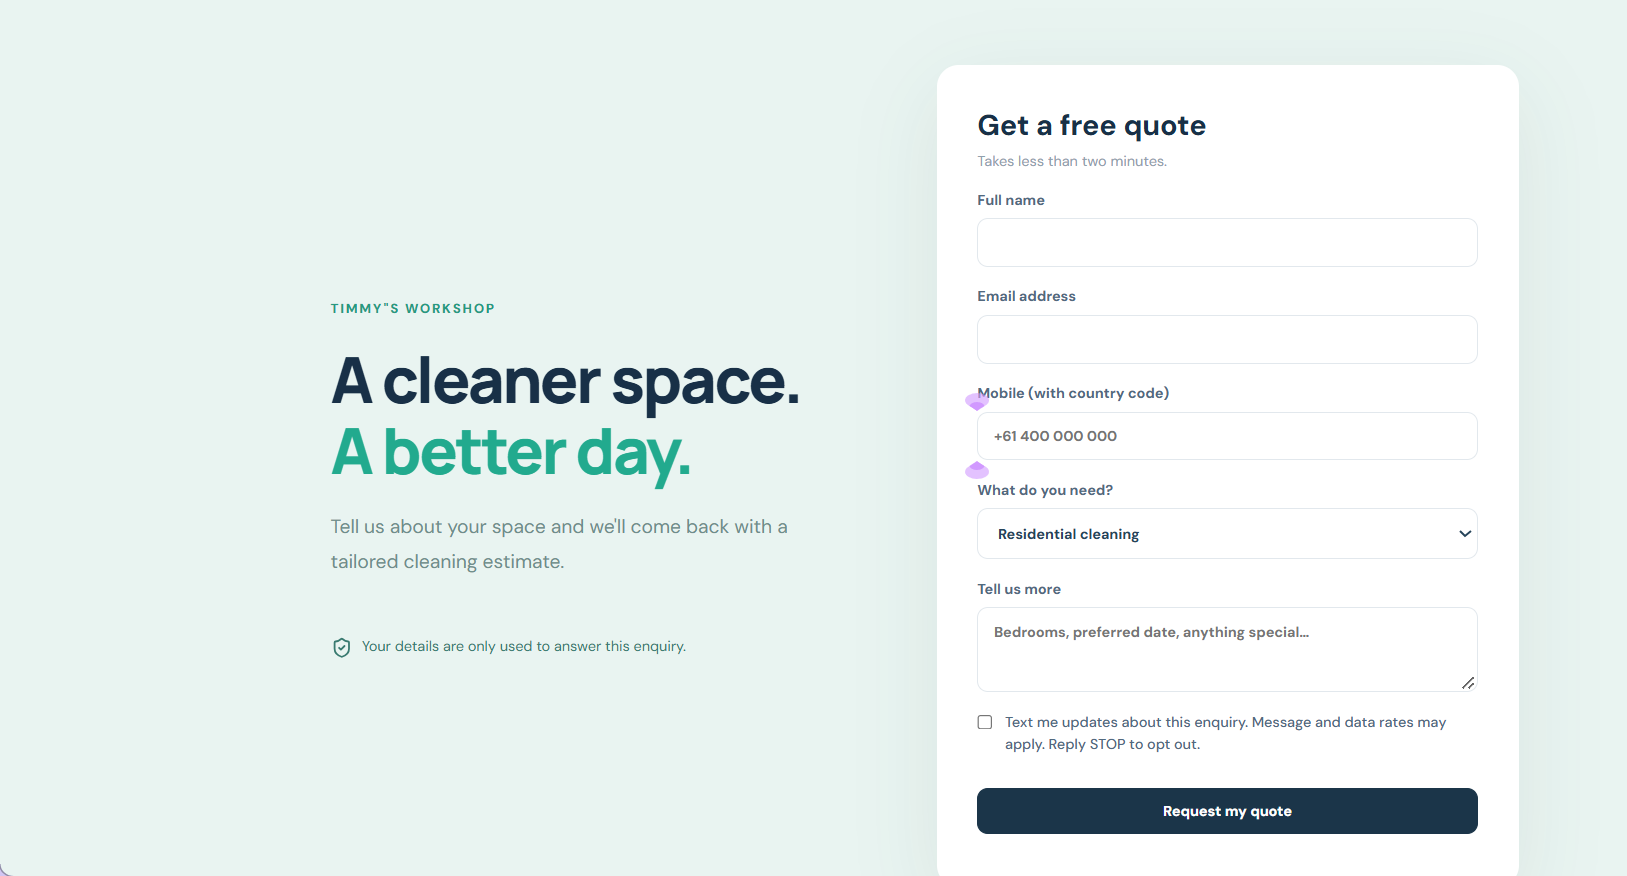 TIMMY"S WORKSHOP
A cleaner space.
A better day.
Tell us about your space and we'll come back with a
tailored cleaning estimate.
Your details are only used to answer this enquiry.
Get a free quote
Takes less than two minutes.
Full name
Email address
Mobile (with country code)
+61 400 000 000
What do you need?
Residential cleaning
Tell us more
Bedrooms, preferred date, anything special...
Text me updates about this enquiry. Message and data rates may
apply. Reply STOP to opt out.
Request my quote